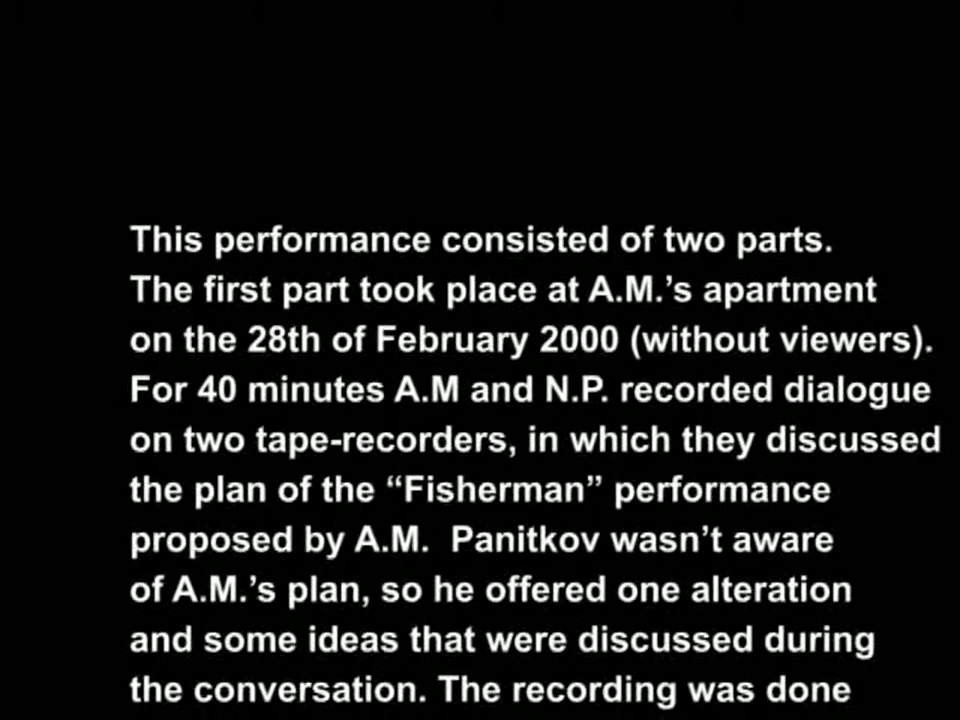 This performance consisted of two parts.
The first part took place at A.M.’s apartment
on the 28th of February 2000 (without viewers).
For 40 minutes A.M and N.P. recorded dialogue
on two tape-recorders, in which they discussed
the plan of the “Fisherman” performance
proposed by A.M.  Panitkov wasn’t aware
of A.M.’s plan, so he offered one alteration
and some ideas that were discussed during
the conversation. The recording was done